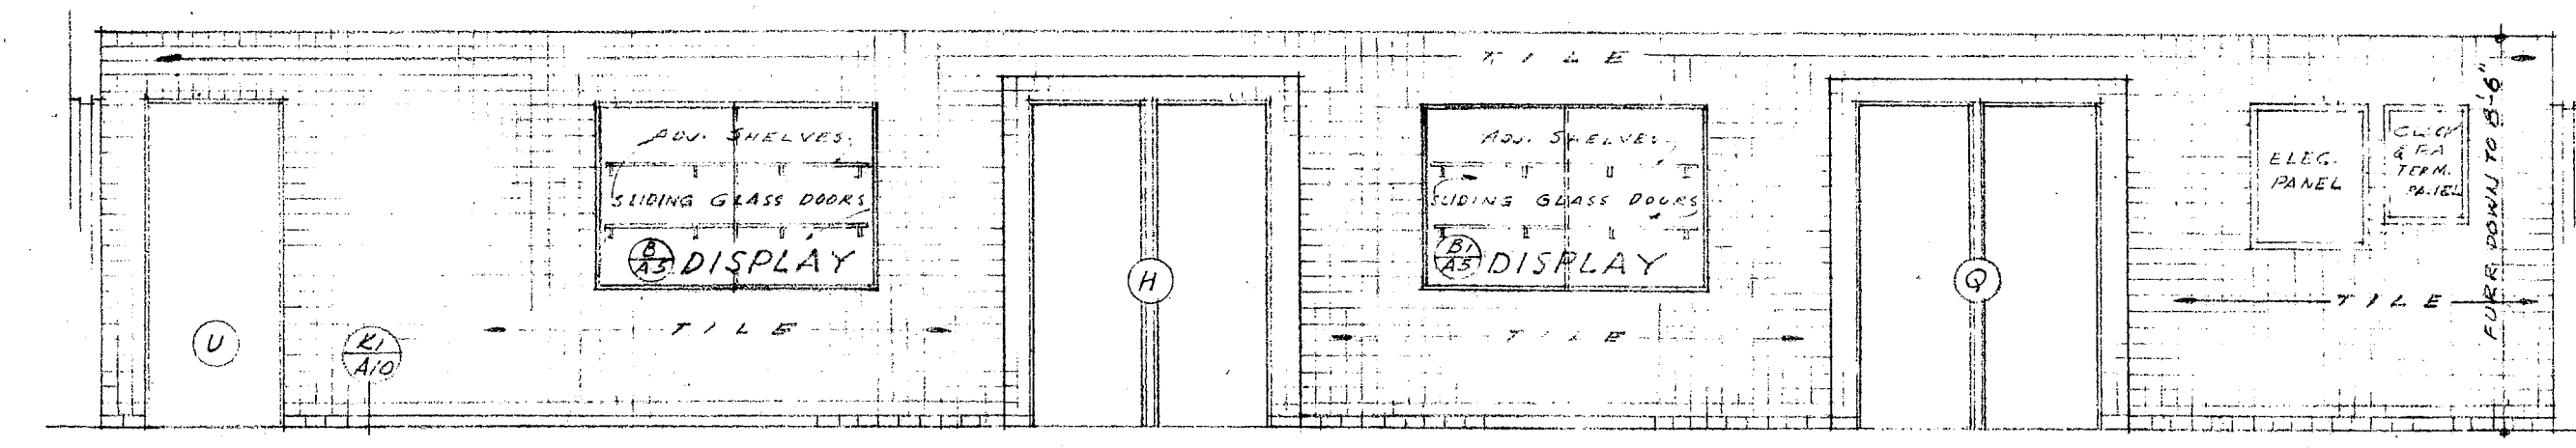 TILE
ADJ. SHELVES.
SLIDING GLASS DOORS
B
A5
DISPLAY
TILE
U
K1
A10
H
ADJ. SHELVES.
SLIDING GLASS DOORS
B1
A5
DISPLAY
TILE
Q
ELEC.
PANEL
CLOCK
& P.A.
TERM.
PANEL
TILE
FURR DOWN TO 8'-6"